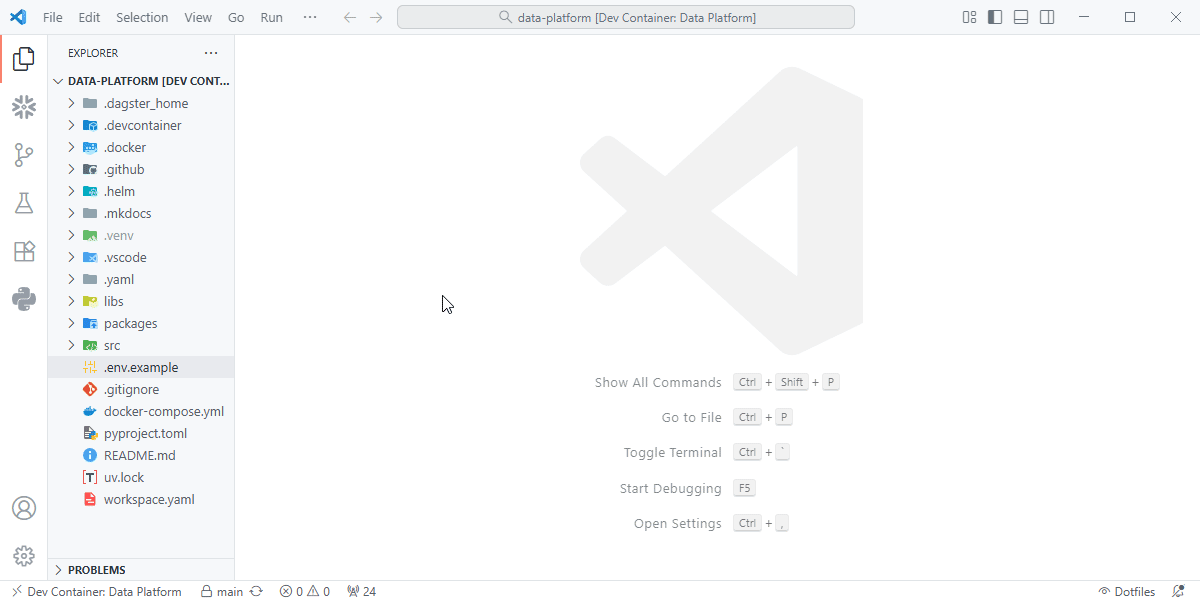 File Edit Selection View Go Run ···
data-platform [Dev Container: Data Platform]
EXPLORER
DATA-PLATFORM [DEV CONT...
.dagster_home
.devcontainer
.docker
.github
.helm
.mkdocs
.venv
.vscode
.yaml
libs
packages
src
.env.example
.gitignore
docker-compose.yml
pyproject.toml
README.md
uv.lock
workspace.yaml
PROBLEMS
Show All Commands Ctrl + Shift + P
Go to File Ctrl + P
Toggle Terminal Ctrl + `
Start Debugging F5
Open Settings Ctrl + ,
Dev Container: Data Platform main 0 0 24 Dotfiles